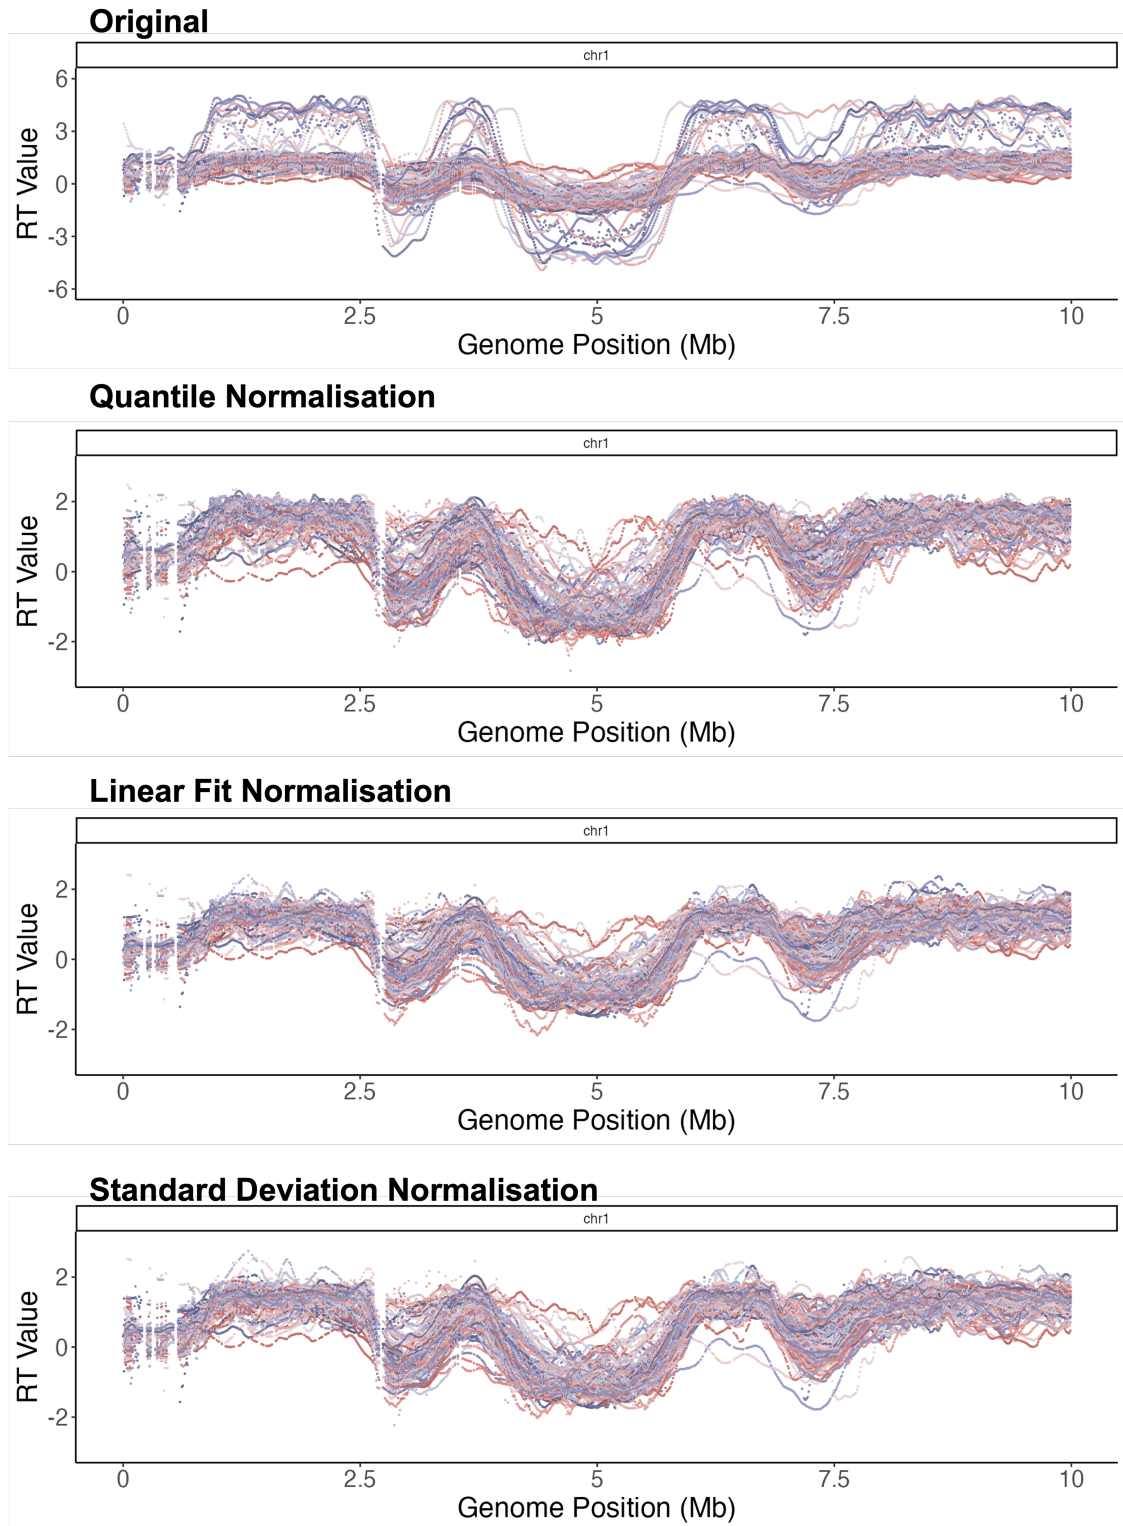 Original
chr1
6
3
0
-3
-6
RT Value
0 2.5 5 7.5 10
Genome Position (Mb)
Quantile Normalisation
chr1
2
0
-2
RT Value
0 2.5 5 7.5 10
Genome Position (Mb)
Linear Fit Normalisation
chr1
2
0
-2
RT Value
0 2.5 5 7.5 10
Genome Position (Mb)
Standard Deviation Normalisation
chr1
2
0
-2
RT Value
0 2.5 5 7.5 10
Genome Position (Mb)